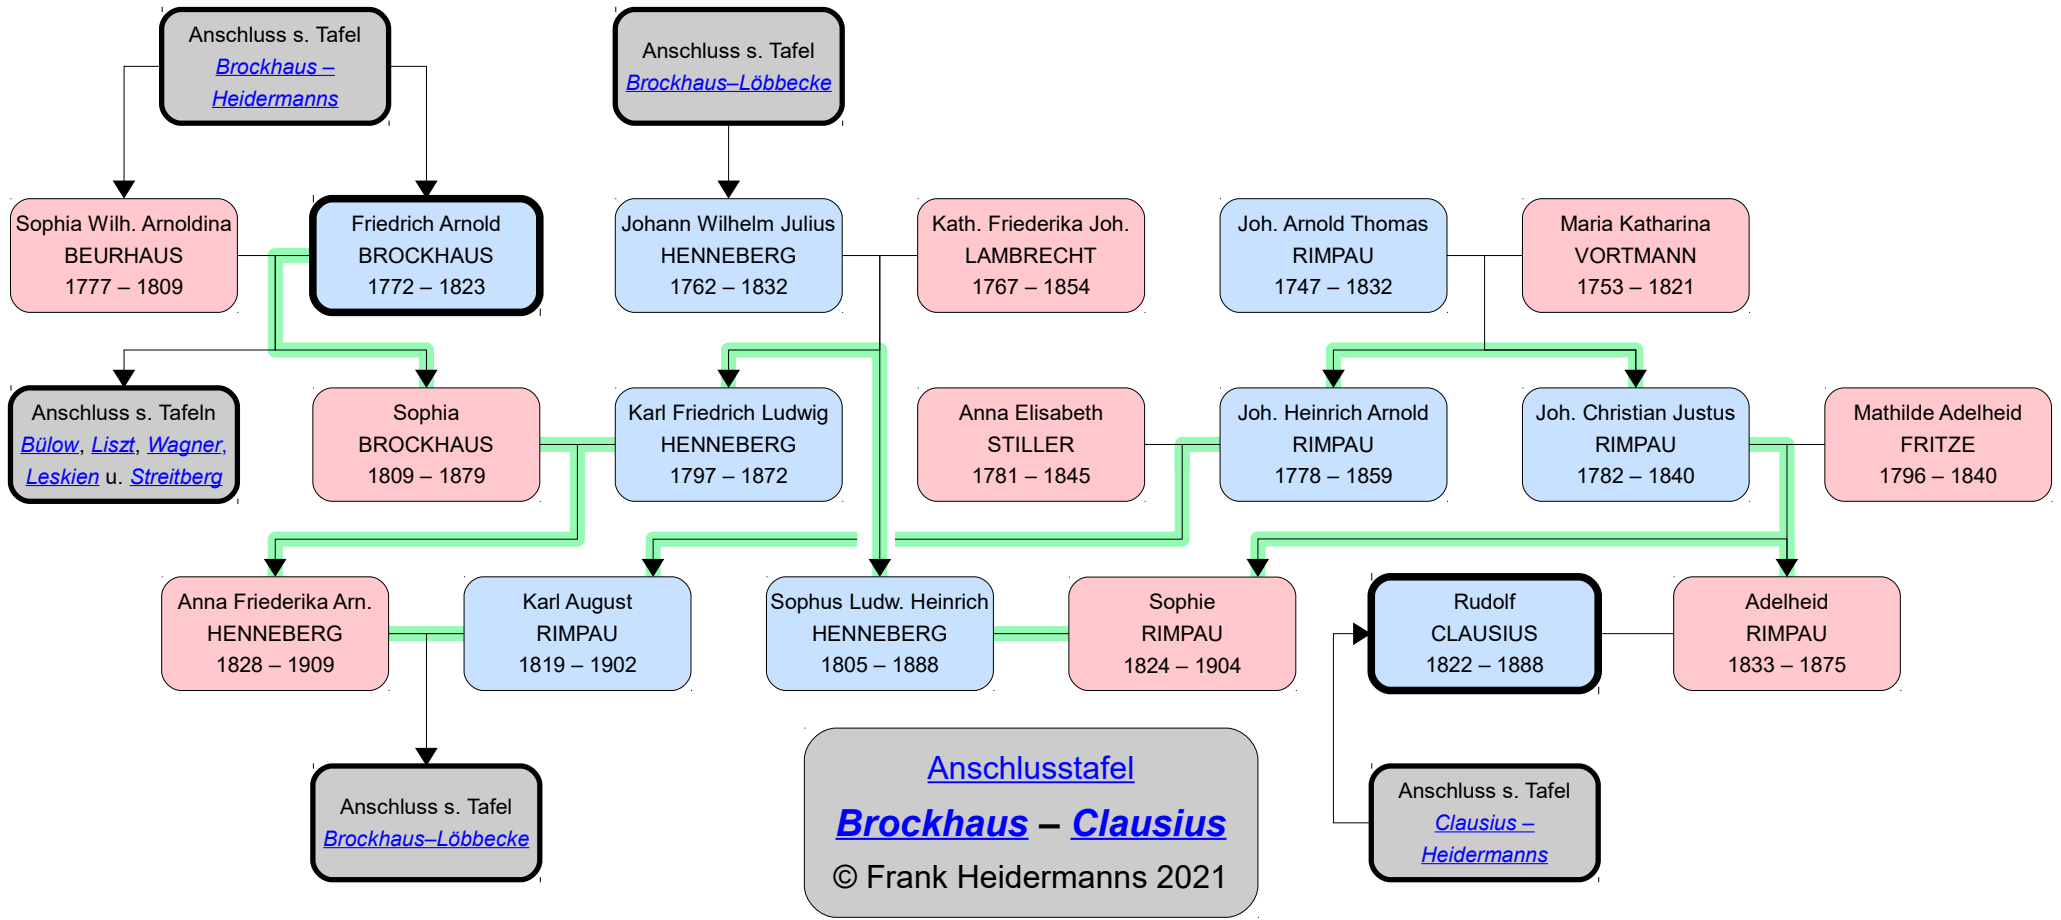 Anschluss s. Tafel
Brockhaus –
Heidermanns
Anschluss s. Tafel
Brockhaus–Löbbecke
Sophia Wilh. Arnoldina
BEURHAUS
1777 – 1809
Friedrich Arnold
BROCKHAUS
1772 – 1823
Johann Wilhelm Julius
HENNEBERG
1762 – 1832
Kath. Friederika Joh.
LAMBRECHT
1767 – 1854
Joh. Arnold Thomas
RIMPAU
1747 – 1832
Maria Katharina
VORTMANN
1753 – 1821
Anschluss s. Tafeln
Bülow, Liszt, Wagner,
Leskien u. Streitberg
Sophia
BROCKHAUS
1809 – 1879
Karl Friedrich Ludwig
HENNEBERG
1797 – 1872
Anna Elisabeth
STILLER
1781 – 1845
Joh. Heinrich Arnold
RIMPAU
1778 – 1859
Joh. Christian Justus
RIMPAU
1782 – 1840
Mathilde Adelheid
FRITZE
1796 – 1840
Anna Friederika Arn.
HENNEBERG
1828 – 1909
Karl August
RIMPAU
1819 – 1902
Sophus Ludw. Heinrich
HENNEBERG
1805 – 1888
Sophie
RIMPAU
1824 – 1904
Rudolf
CLAUSIUS
1822 – 1888
Adelheid
RIMPAU
1833 – 1875
Anschluss s. Tafel
Brockhaus–Löbbecke
Anschlusstafel
Brockhaus – Clausius
© Frank Heidermanns 2021
Anschluss s. Tafel
Clausius –
Heidermanns